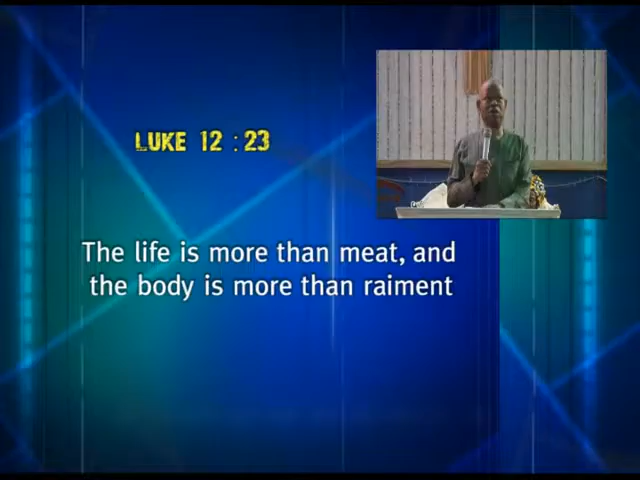 LUKE 12 : 23
The life is more than meat, and
the body is more than raiment